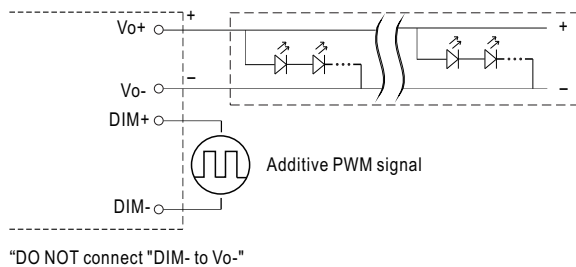 Vo+
+
+
Vo-
−
−
DIM+
Additive PWM signal
DIM-
“DO NOT connect "DIM- to Vo-"